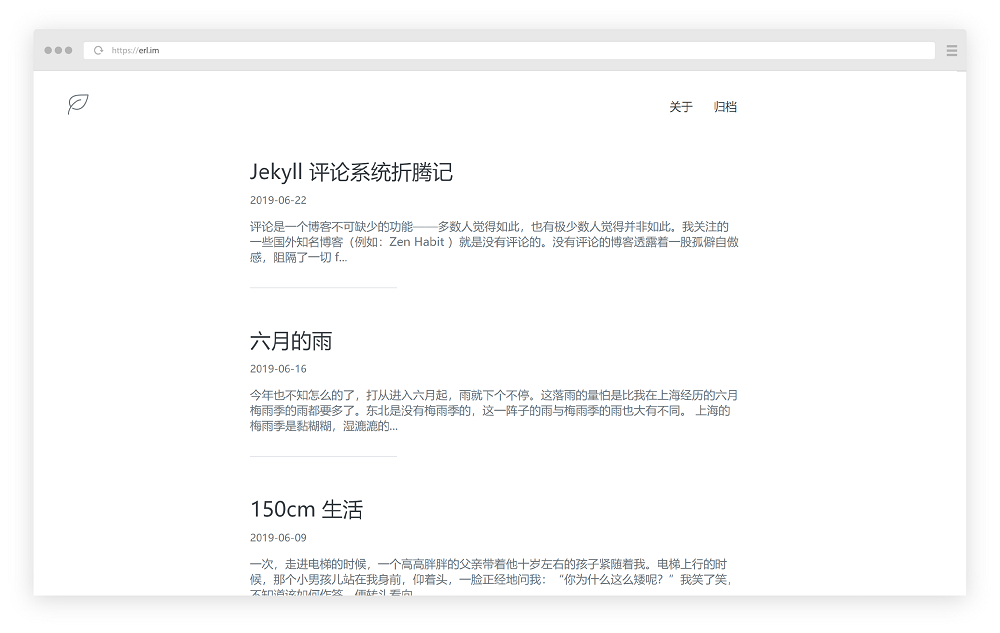 https://erl.im
关于 归档
Jekyll 评论系统折腾记
2019-06-22
评论是一个博客不可缺少的功能——多数人觉得如此，也有极少数人觉得并非如此。我关注的
一些国外知名博客（例如：Zen Habit ）就是没有评论的。没有评论的博客透露着一股孤僻自傲
感，阻隔了一切 f...
六月的雨
2019-06-16
今年也不知怎么的了，打从进入六月起，雨就下个不停。这落雨的量怕是比我在上海经历的六月
梅雨季的雨都要多了。东北是没有梅雨季的，这一阵子的雨与梅雨季的雨也大有不同。 上海的
梅雨季是黏糊糊，湿漉漉的...
150cm 生活
2019-06-09
一次，走进电梯的时候，一个高高胖胖的父亲带着他十岁左右的孩子紧随着我。电梯上行的时
候，那个小男孩儿站在我身前，仰着头，一脸正经地问我：“你为什么这么矮呢？”我笑了笑，
不知道该如何作答，便转头看向